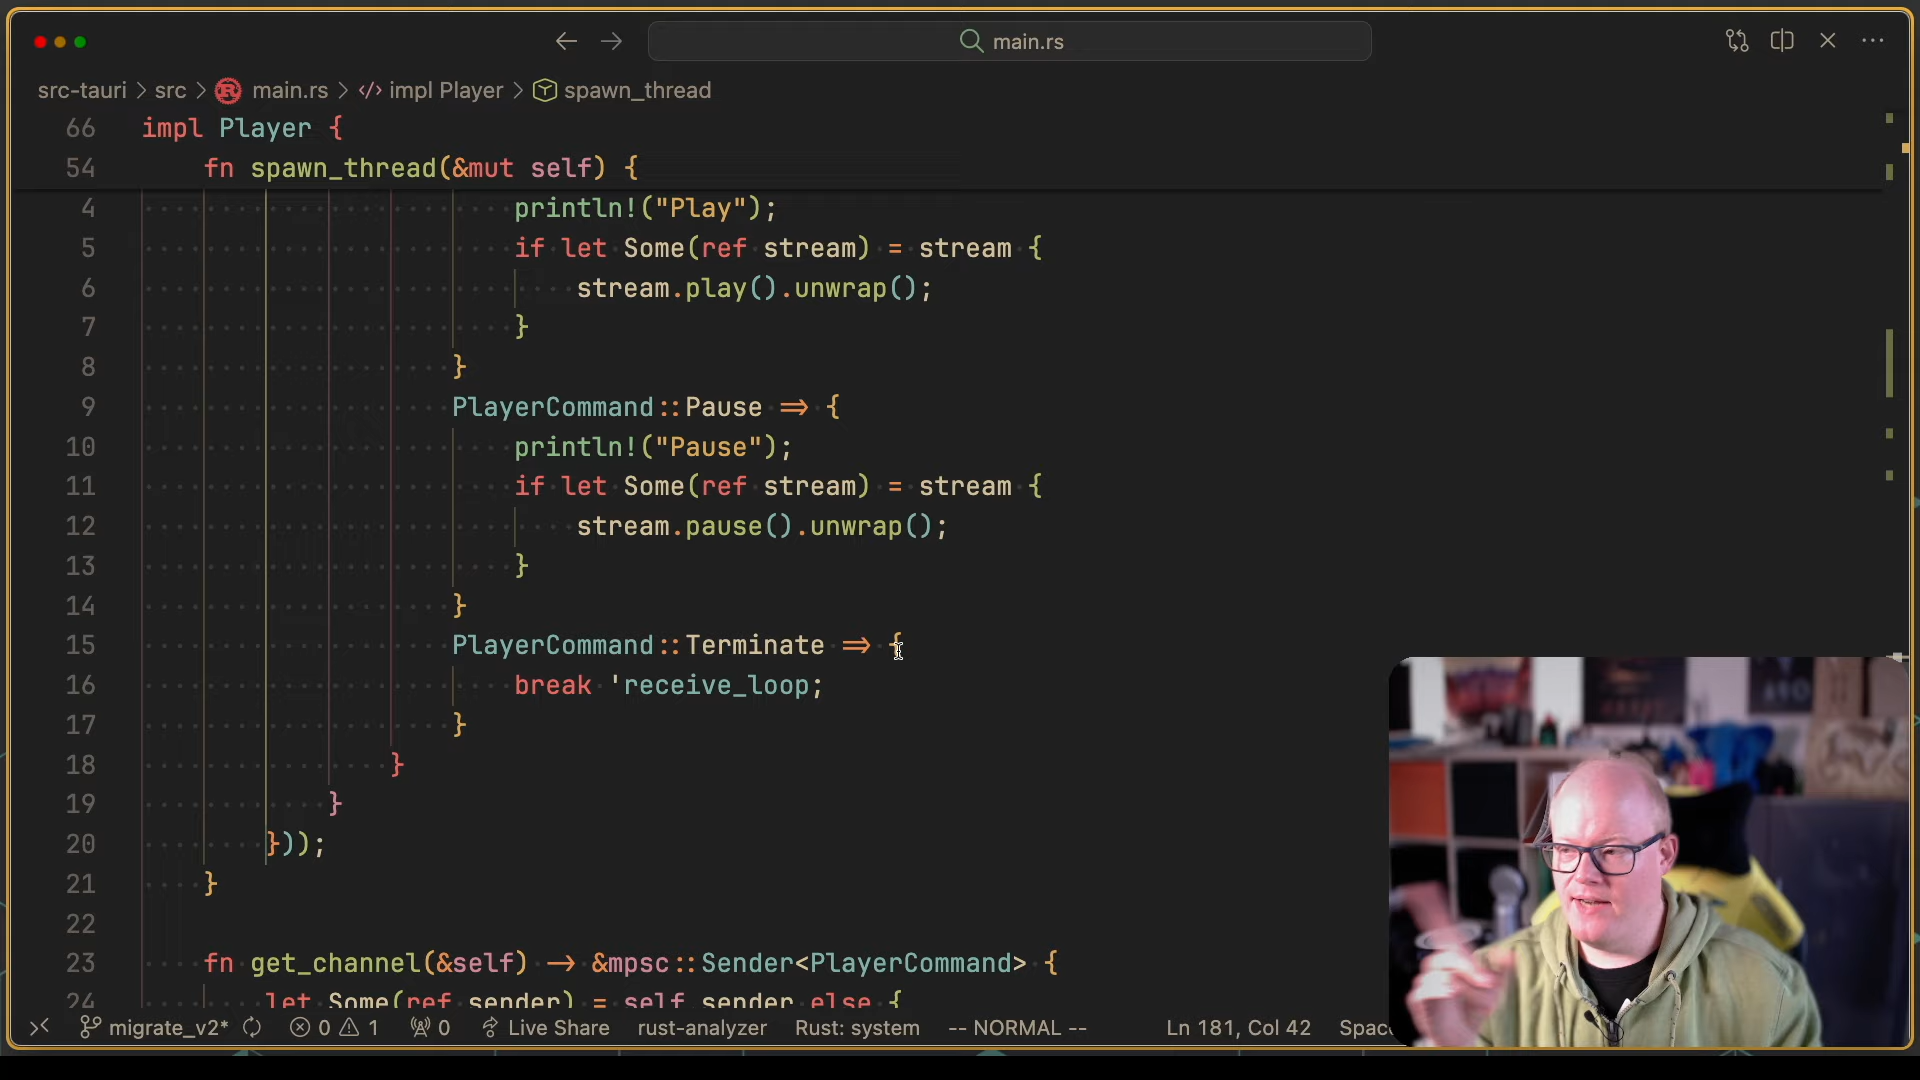 main.rs
src-tauri > src > main.rs > </> impl Player > spawn_thread
66 impl Player {
54 fn spawn_thread(&mut self) {
4 println!("Play");
5 if let Some(ref stream) = stream {
6 stream.play().unwrap();
7 }
8 }
9 PlayerCommand::Pause => {
10 println!("Pause");
11 if let Some(ref stream) = stream {
12 stream.pause().unwrap();
13 }
14 }
15 PlayerCommand::Terminate => {
16 break 'receive_loop;
17 }
18 }
19 }
20 }));
21 }
22
23 fn get_channel(&self) -> &mpsc::Sender<PlayerCommand> {
24 let Some(ref sender) = self.sender else {
migrate_v2* 0 1 0 Live Share rust-analyzer Rust: system -- NORMAL -- Ln 181, Col 42